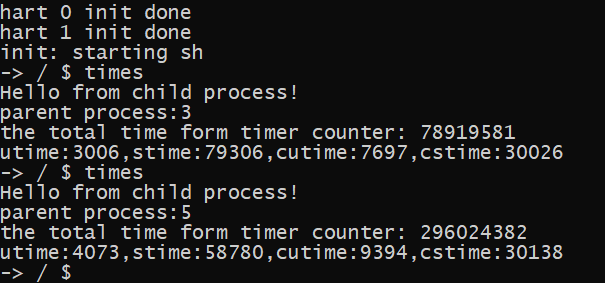 hart 0 init done
hart 1 init done
init: starting sh
-> / $ times
Hello from child process!
parent process:3
the total time form timer counter: 78919581
utime:3006,stime:79306,cutime:7697,cstime:30026
-> / $ times
Hello from child process!
parent process:5
the total time form timer counter: 296024382
utime:4073,stime:58780,cutime:9394,cstime:30138
-> / $